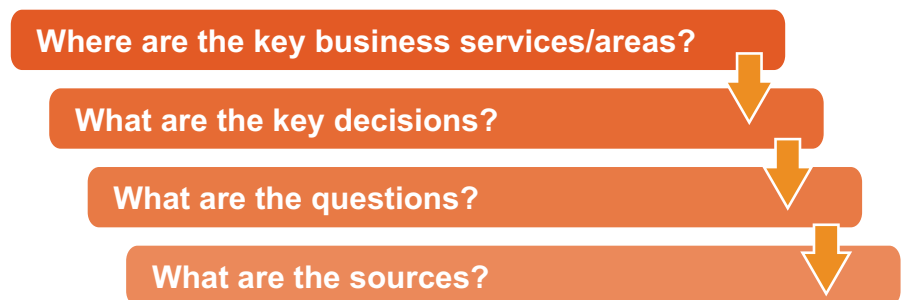 Where are the key business services/areas?
What are the key decisions?
What are the questions?
What are the sources?